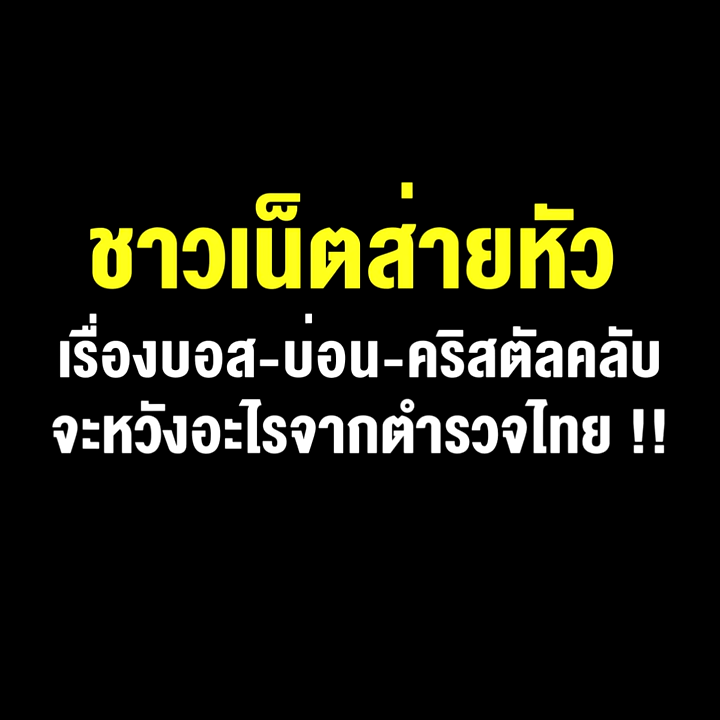 ชาวเน็ตส่ายหัว
เรื่องบอส-บ่อน-คริสตัลคลับ
จะหวังอะไรจากตำรวจไทย !!